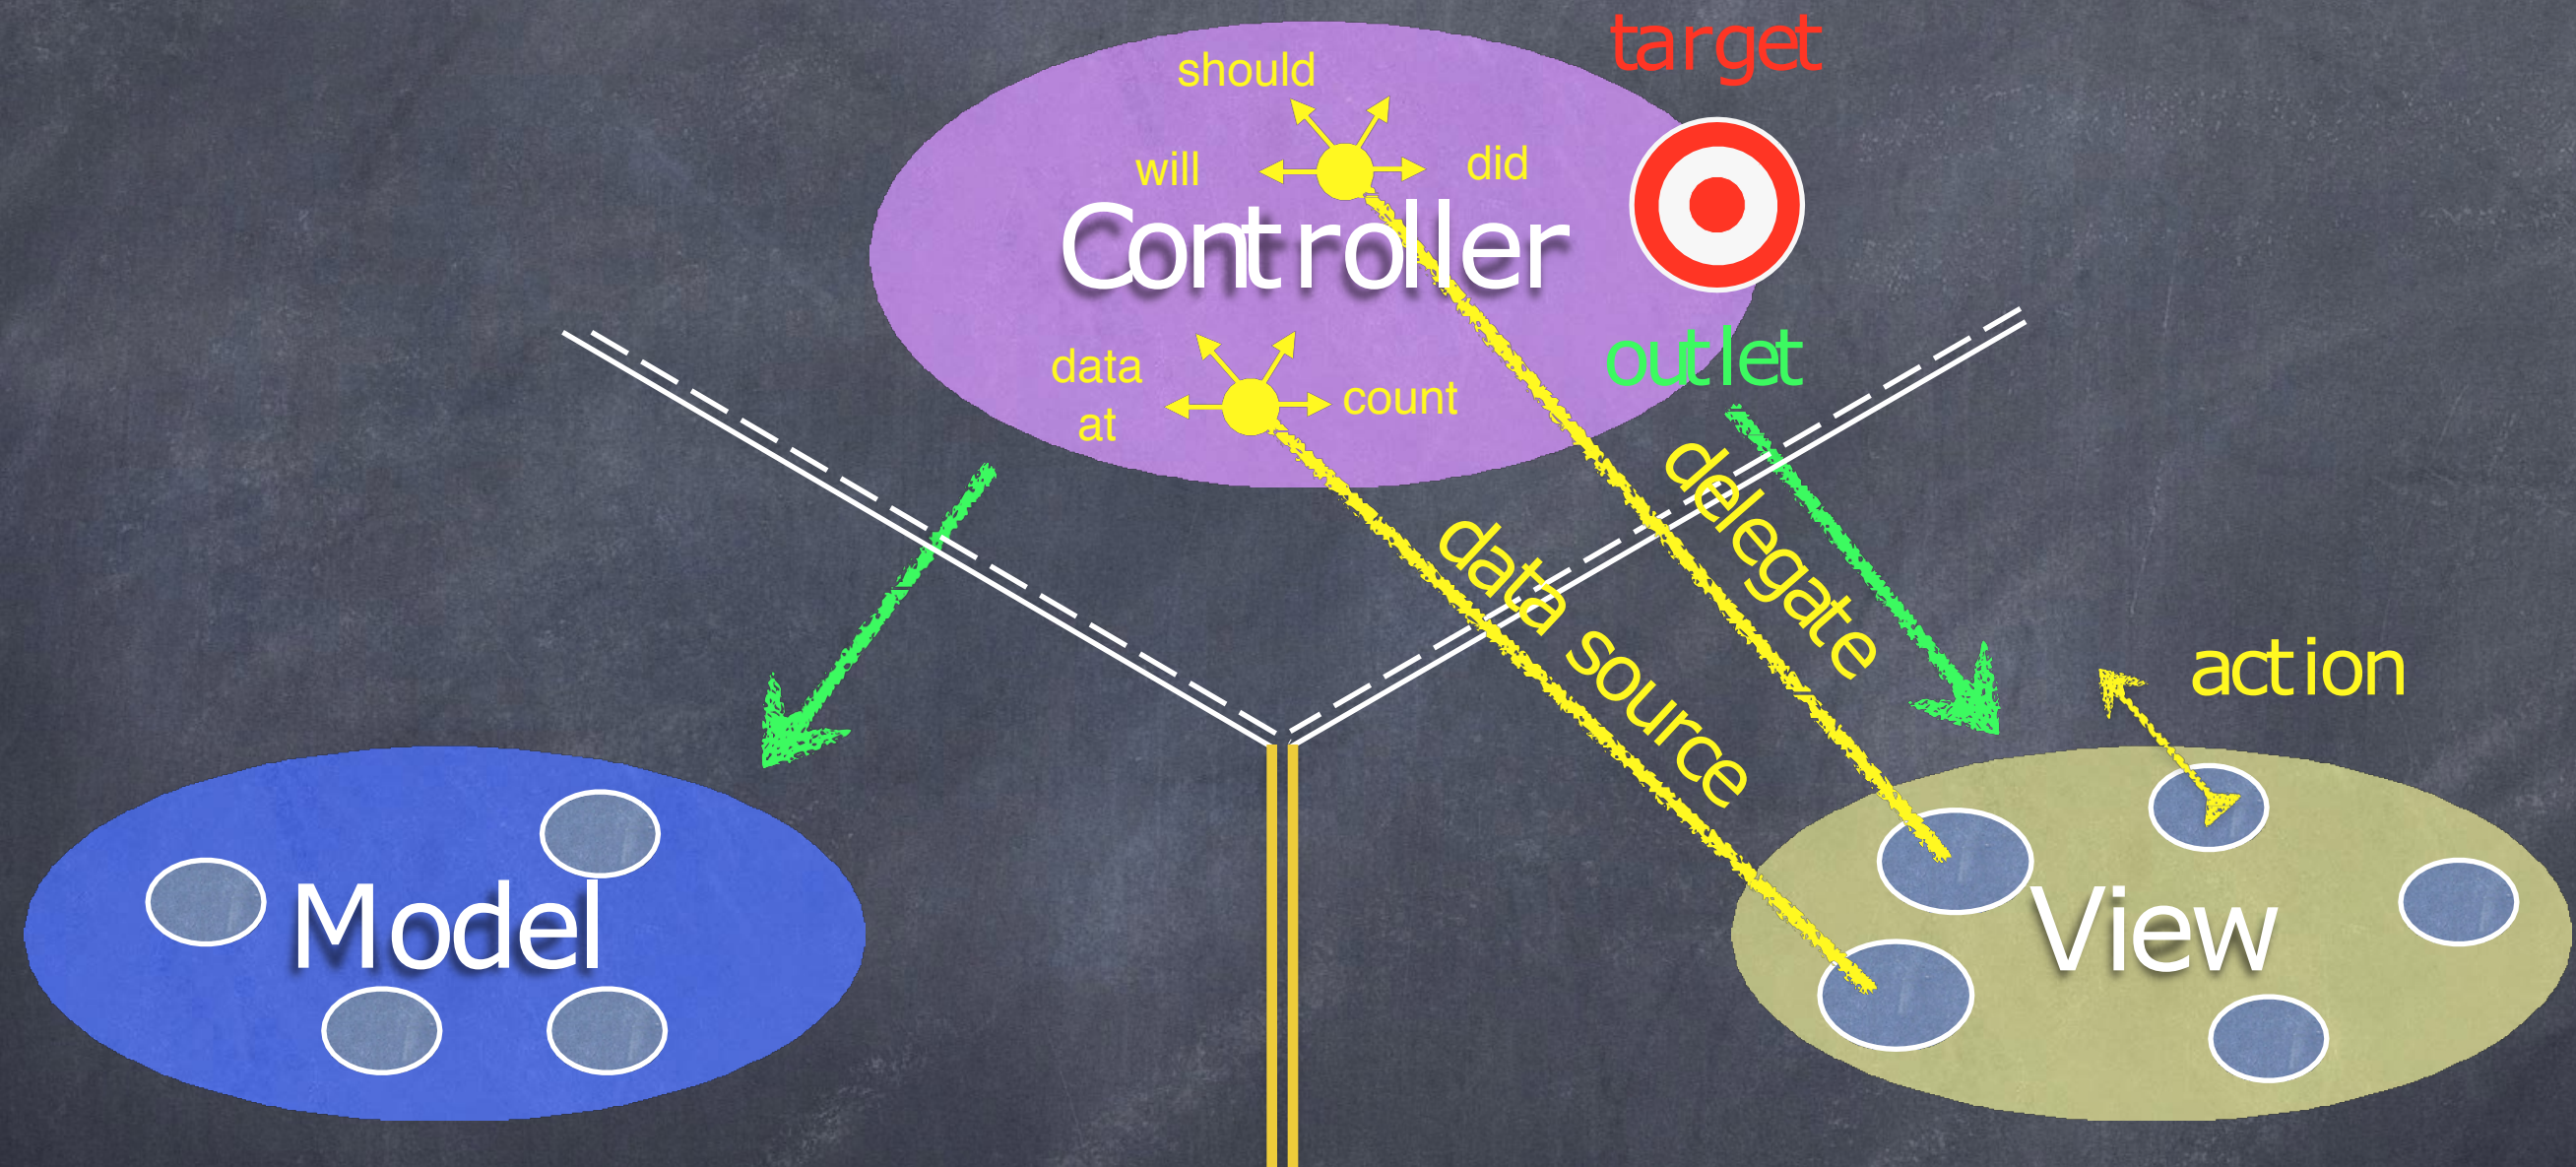 target
should
will
did
Controller
data
at
count
outlet
delegate
data source
action
Model
View